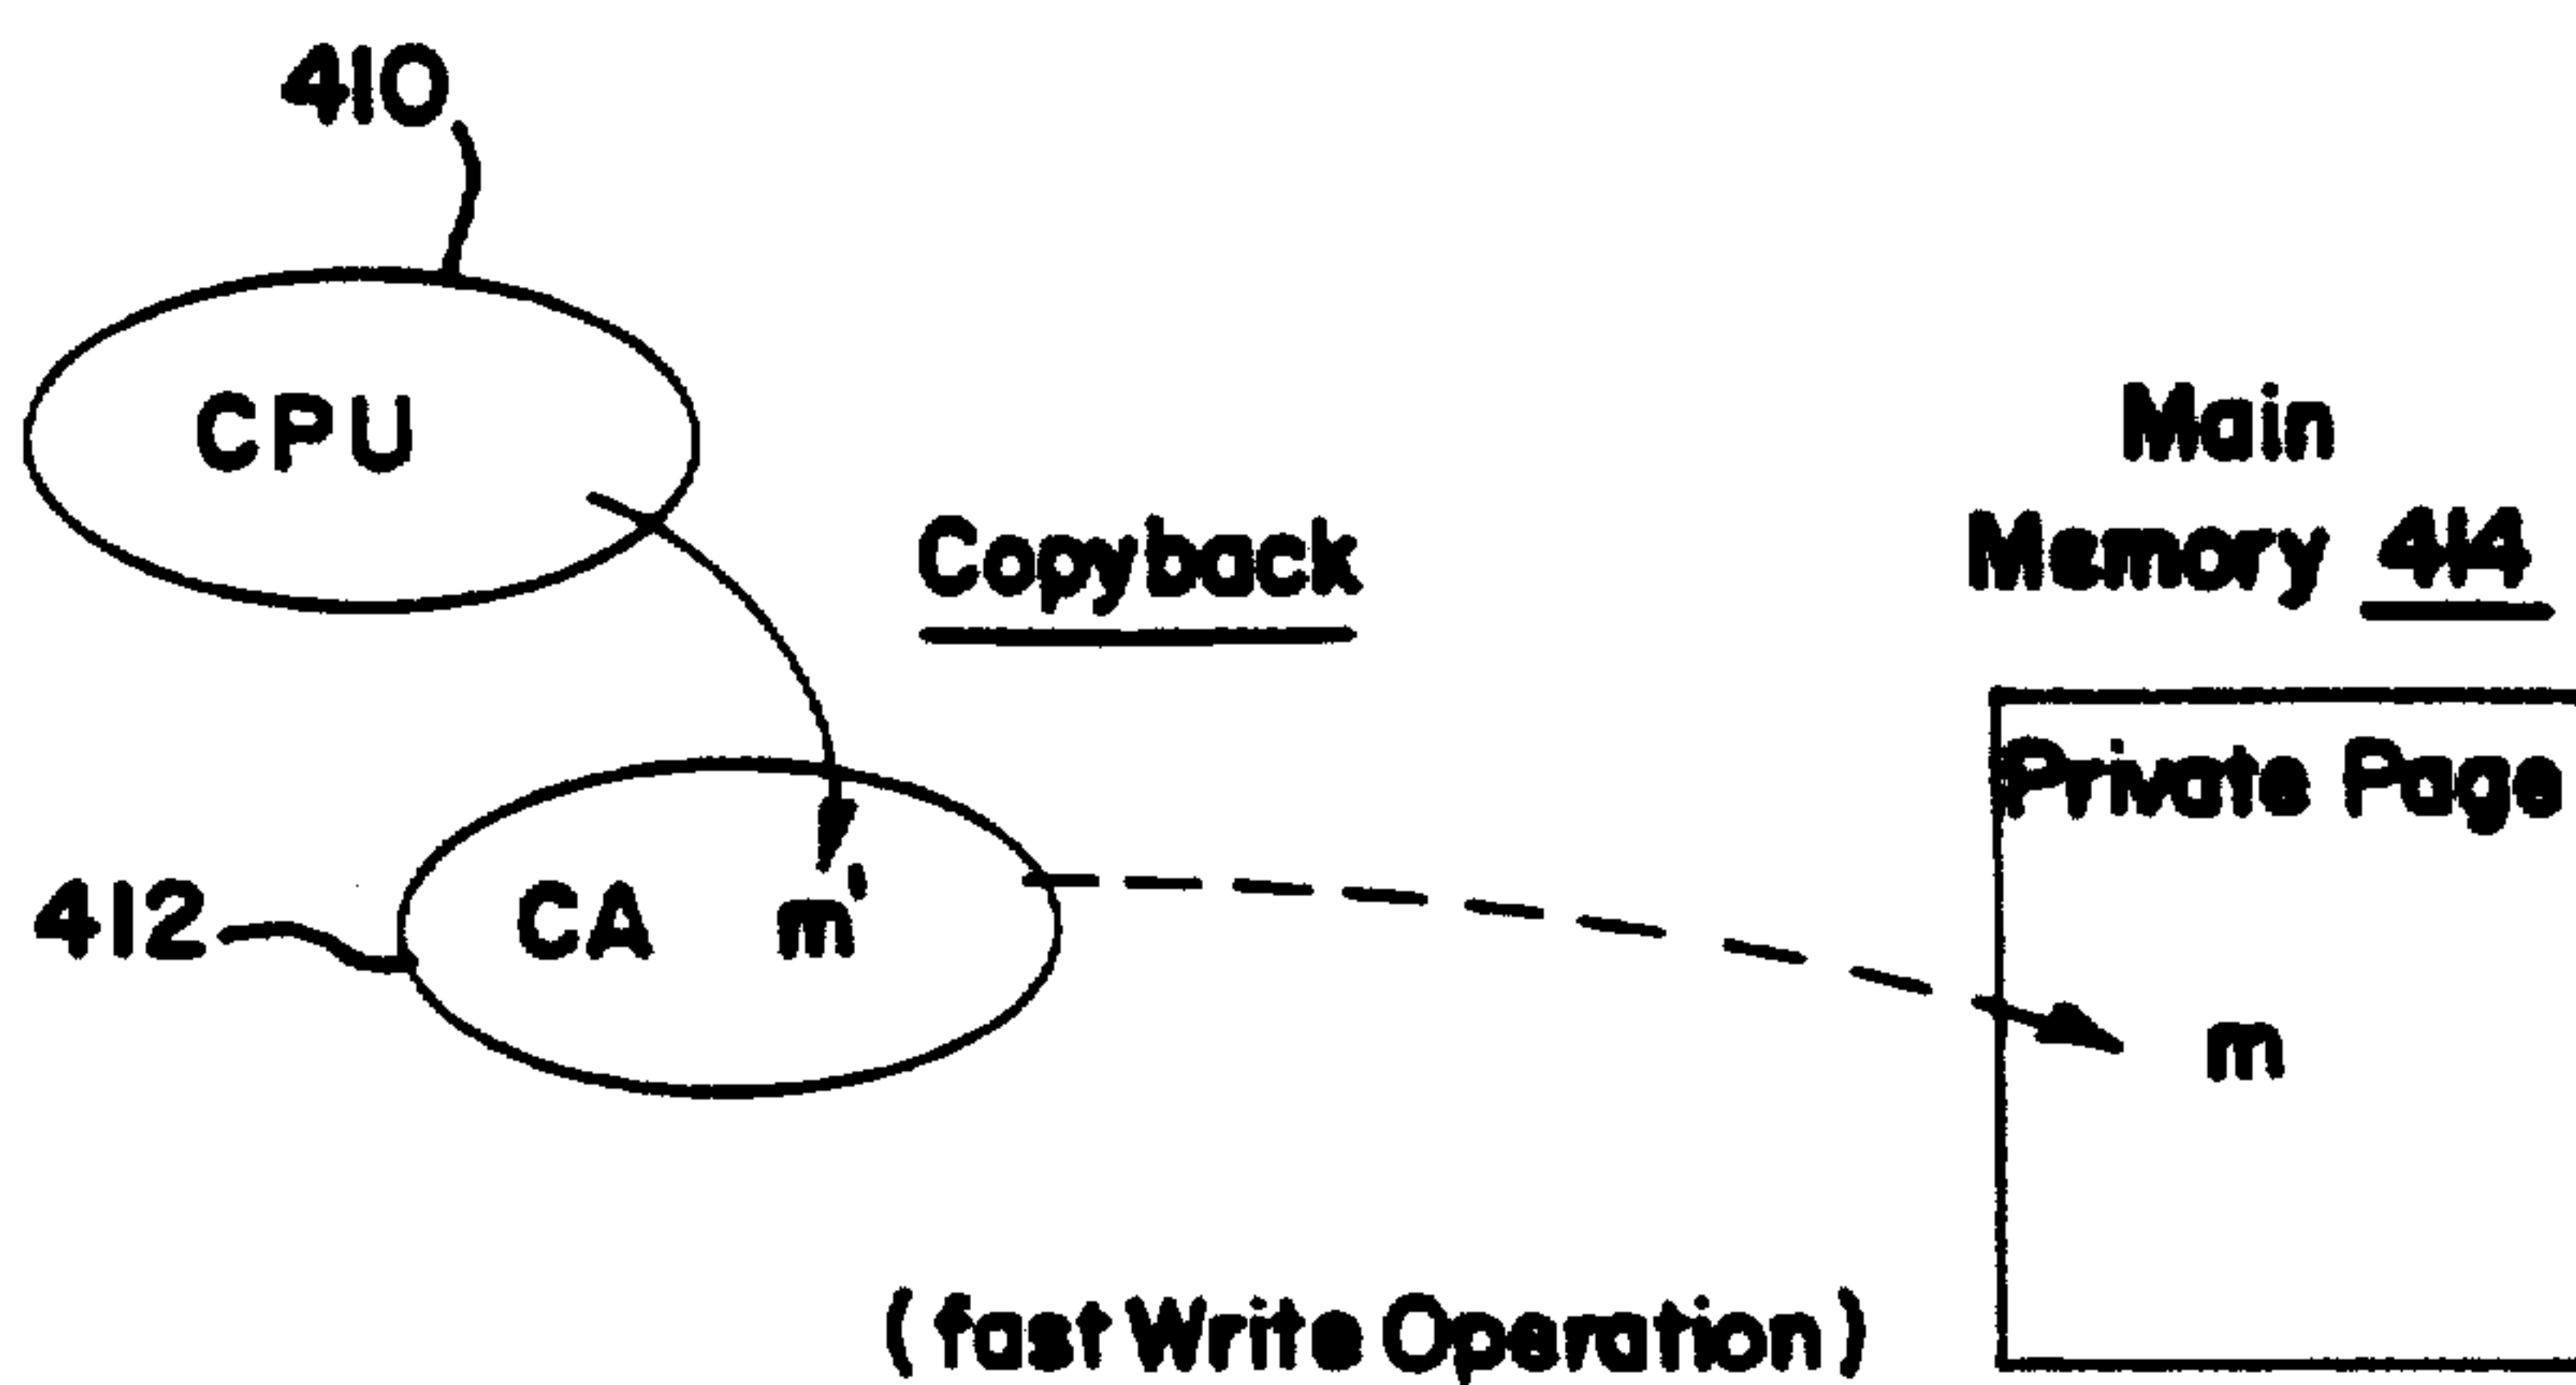 410
CPU
Main
Copyback
Memory 414
Private Page
412
CA m'
m
(fast Write Operation)